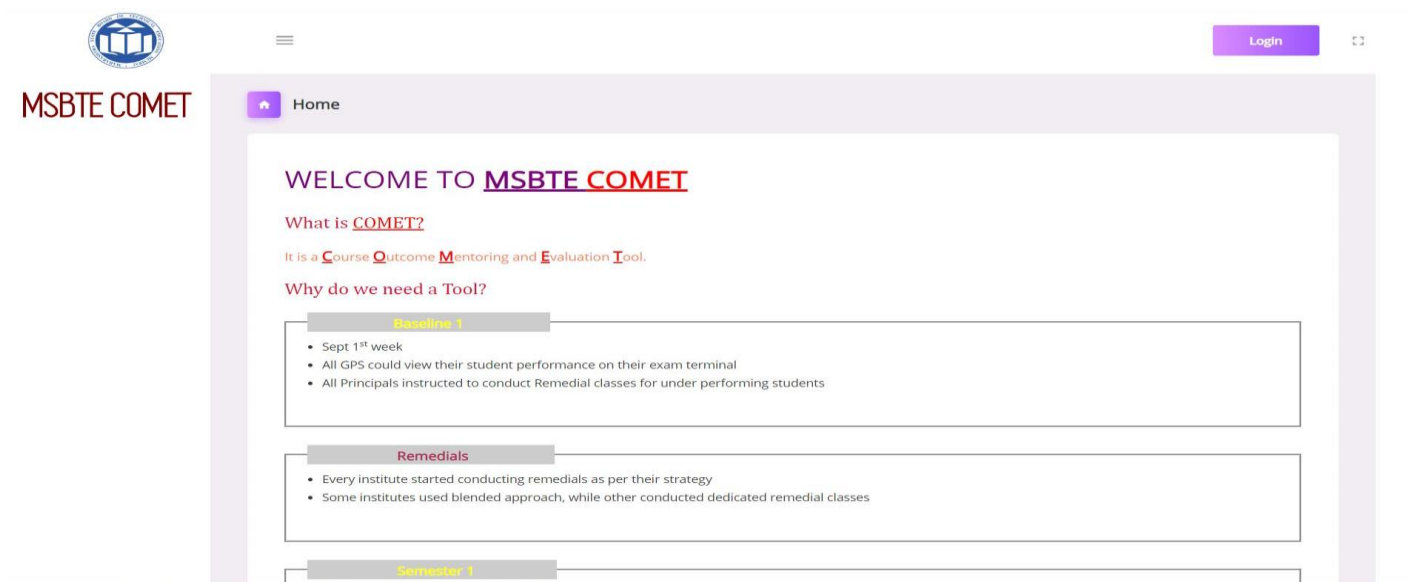 Login
MSBTE COMET
Home
WELCOME TO MSBTE COMET
What is COMET?
It is a Course Outcome Mentoring and Evaluation Tool.
Why do we need a Tool?
Baseline 1
• Sept 1st week
• All GPS could view their student performance on their exam terminal
• All Principals instructed to conduct Remedial classes for under performing students
Remedials
• Every institute started conducting remedials as per their strategy
• Some institutes used blended approach, while other conducted dedicated remedial classes
Semester 1